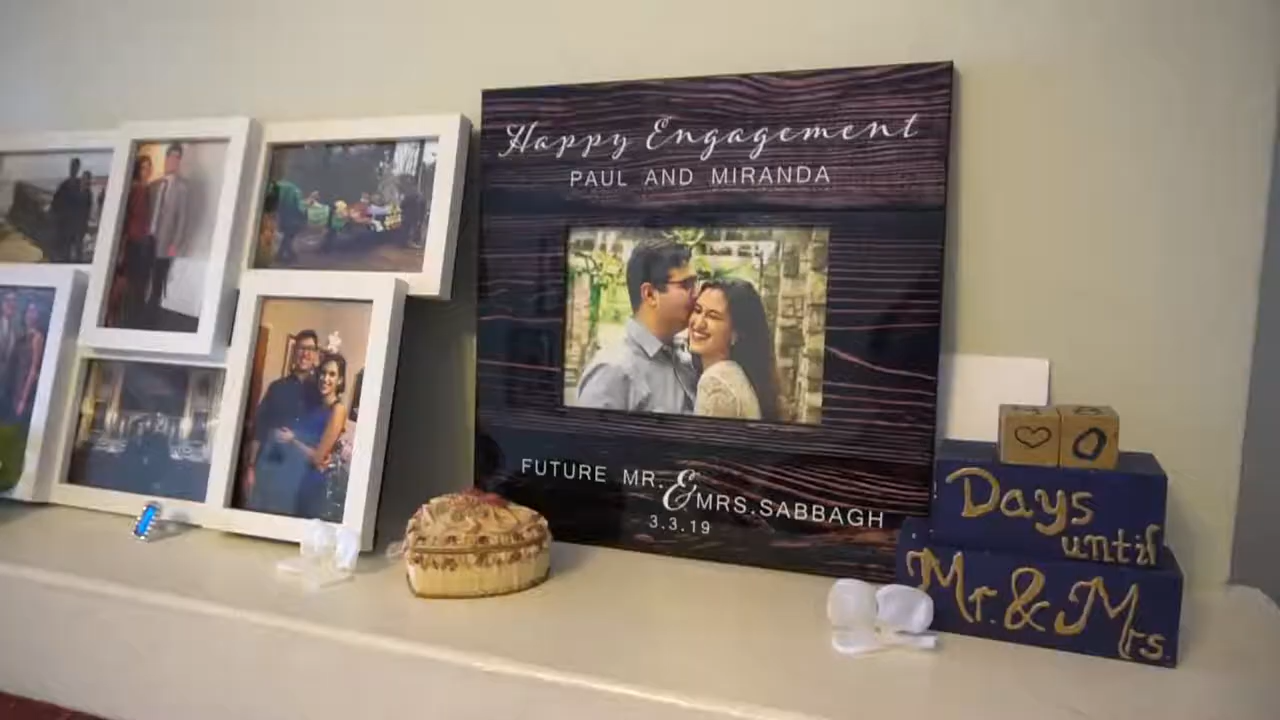 Happy Engagement
PAUL AND MIRANDA
FUTURE MR. & MRS. SABBAGH
3.3.19
0
Days
until
Mr. & Mrs.